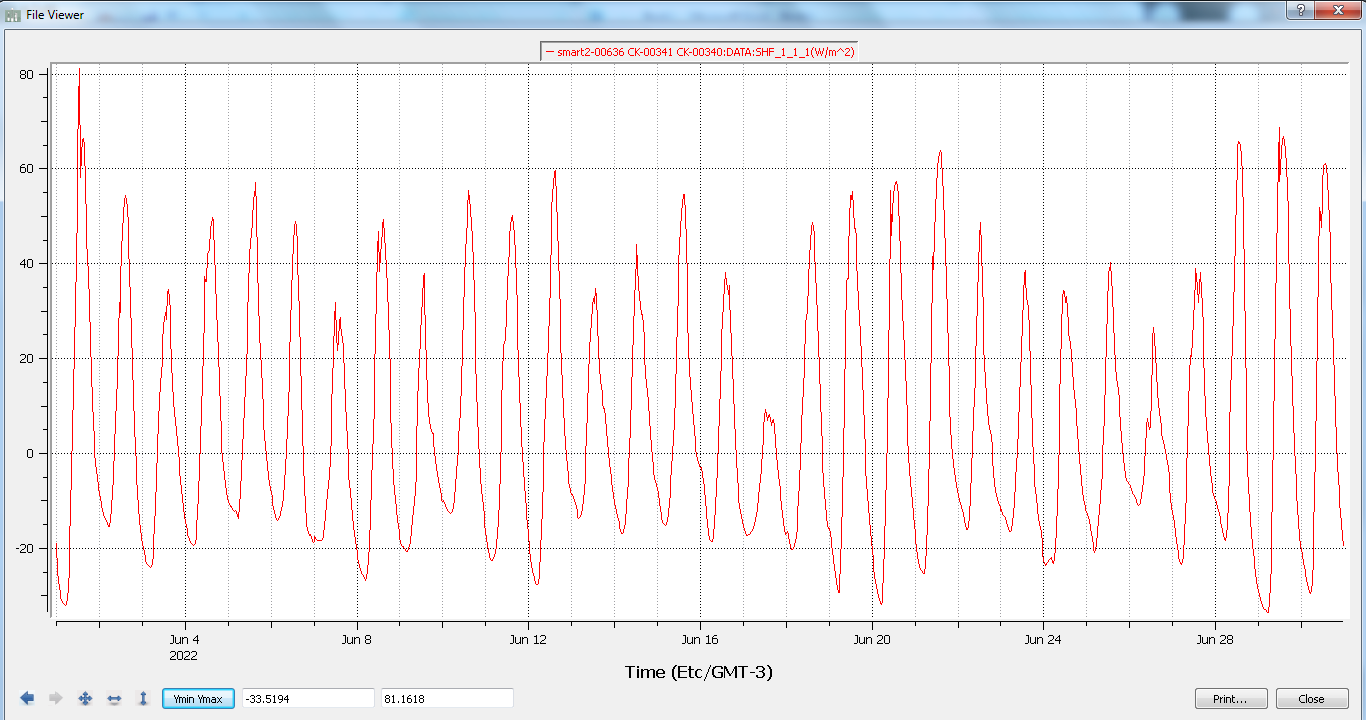 File Viewer
smart2-00636 CK-00341 CK-00340:DATA:SHF_1_1_1(W/m^2)
80
60
40
20
0
-20
Jun 4 Jun 8 Jun 12 Jun 16 Jun 20 Jun 24 Jun 28
2022
Time (Etc/GMT-3)
Ymin Ymax -33.5194 81.1618 Print... Close